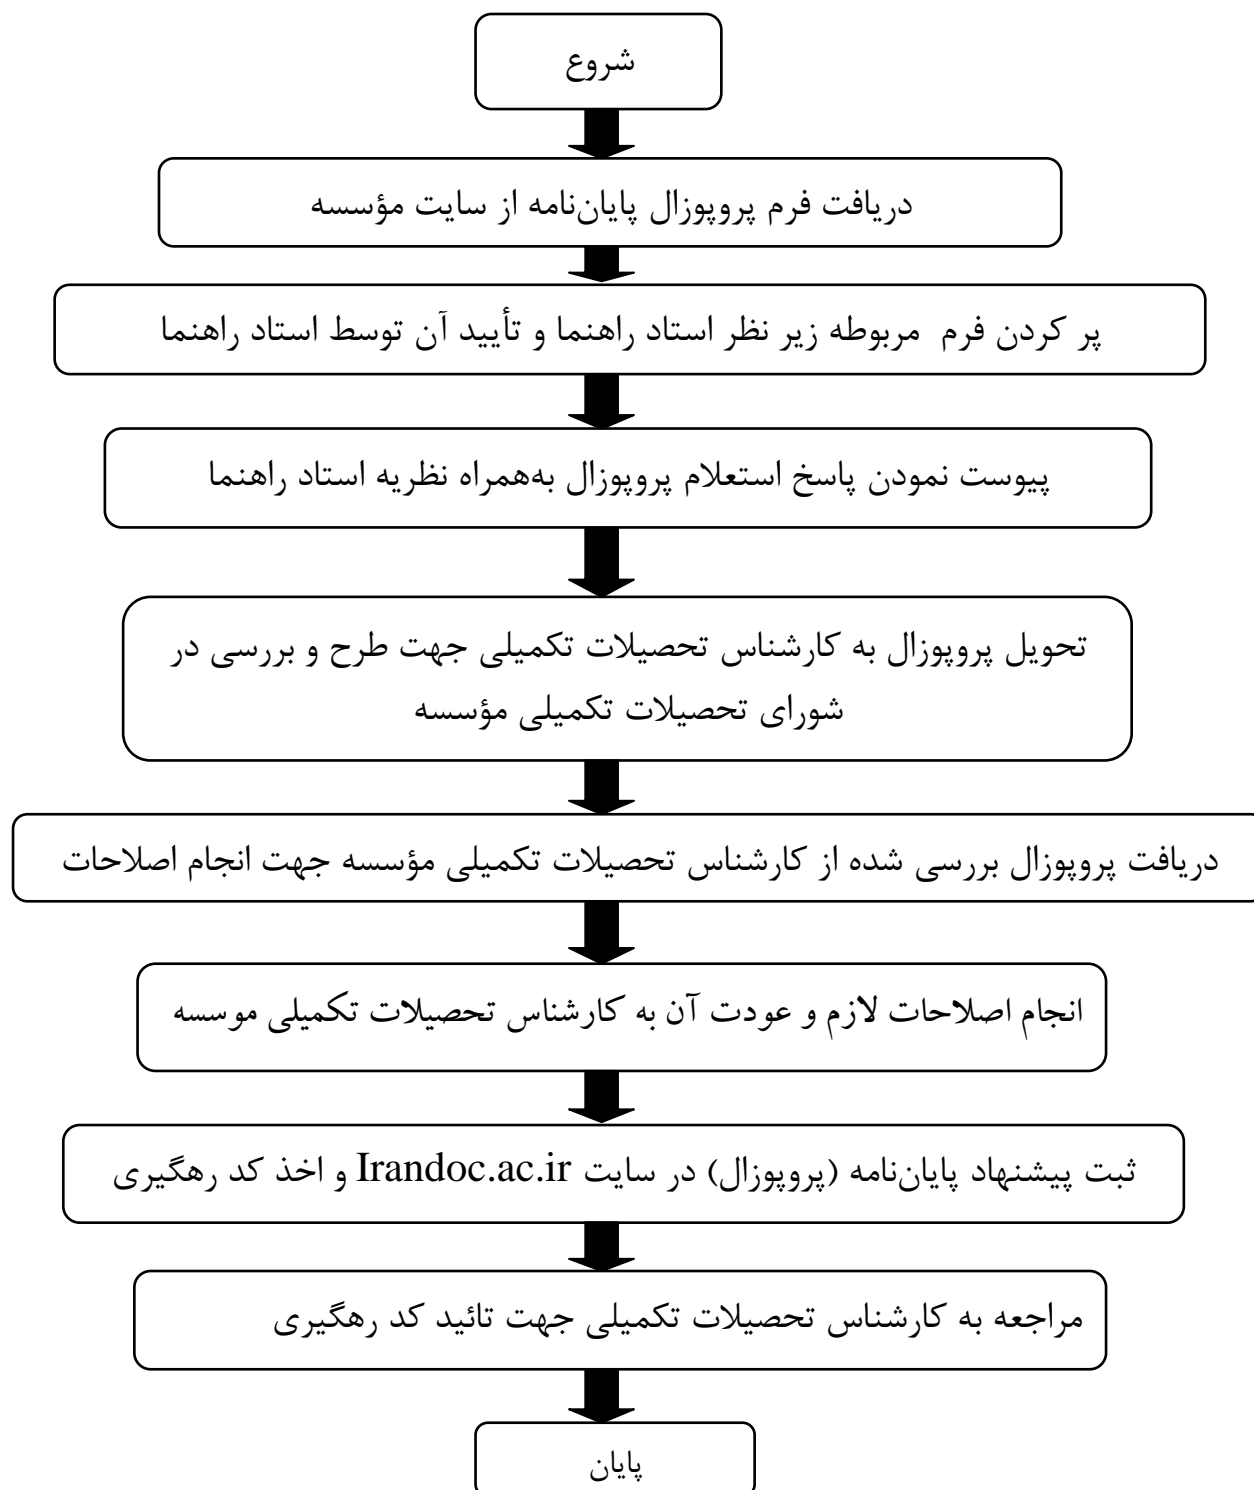 شروع
دریافت فرم پروپوزال پایان‌نامه از سایت مؤسسه
پر کردن فرم مربوطه زیر نظر استاد راهنما و تأیید آن توسط استاد راهنما
پیوست نمودن پاسخ استعلام پروپوزال به‌همراه نظریه استاد راهنما
تحویل پروپوزال به کارشناس تحصیلات تکمیلی جهت طرح و بررسی در
شورای تحصیلات تکمیلی مؤسسه
دریافت پروپوزال بررسی شده از کارشناس تحصیلات تکمیلی مؤسسه جهت انجام اصلاحات
انجام اصلاحات لازم و عودت آن به کارشناس تحصیلات تکمیلی موسسه
ثبت پیشنهاد پایان‌نامه (پروپوزال) در سایت Irandoc.ac.ir و اخذ کد رهگیری
مراجعه به کارشناس تحصیلات تکمیلی جهت تائید کد رهگیری
پایان